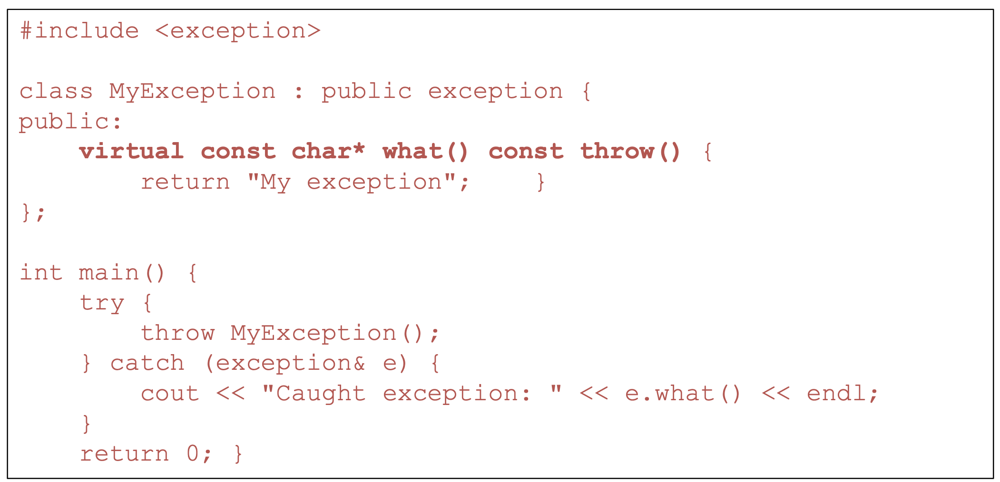 #include <exception>
class MyException : public exception {
public:
    virtual const char* what() const throw() {
        return "My exception";    }
};
int main() {
    try {
        throw MyException();
    } catch (exception& e) {
        cout << "Caught exception: " << e.what() << endl;
    }
    return 0; }